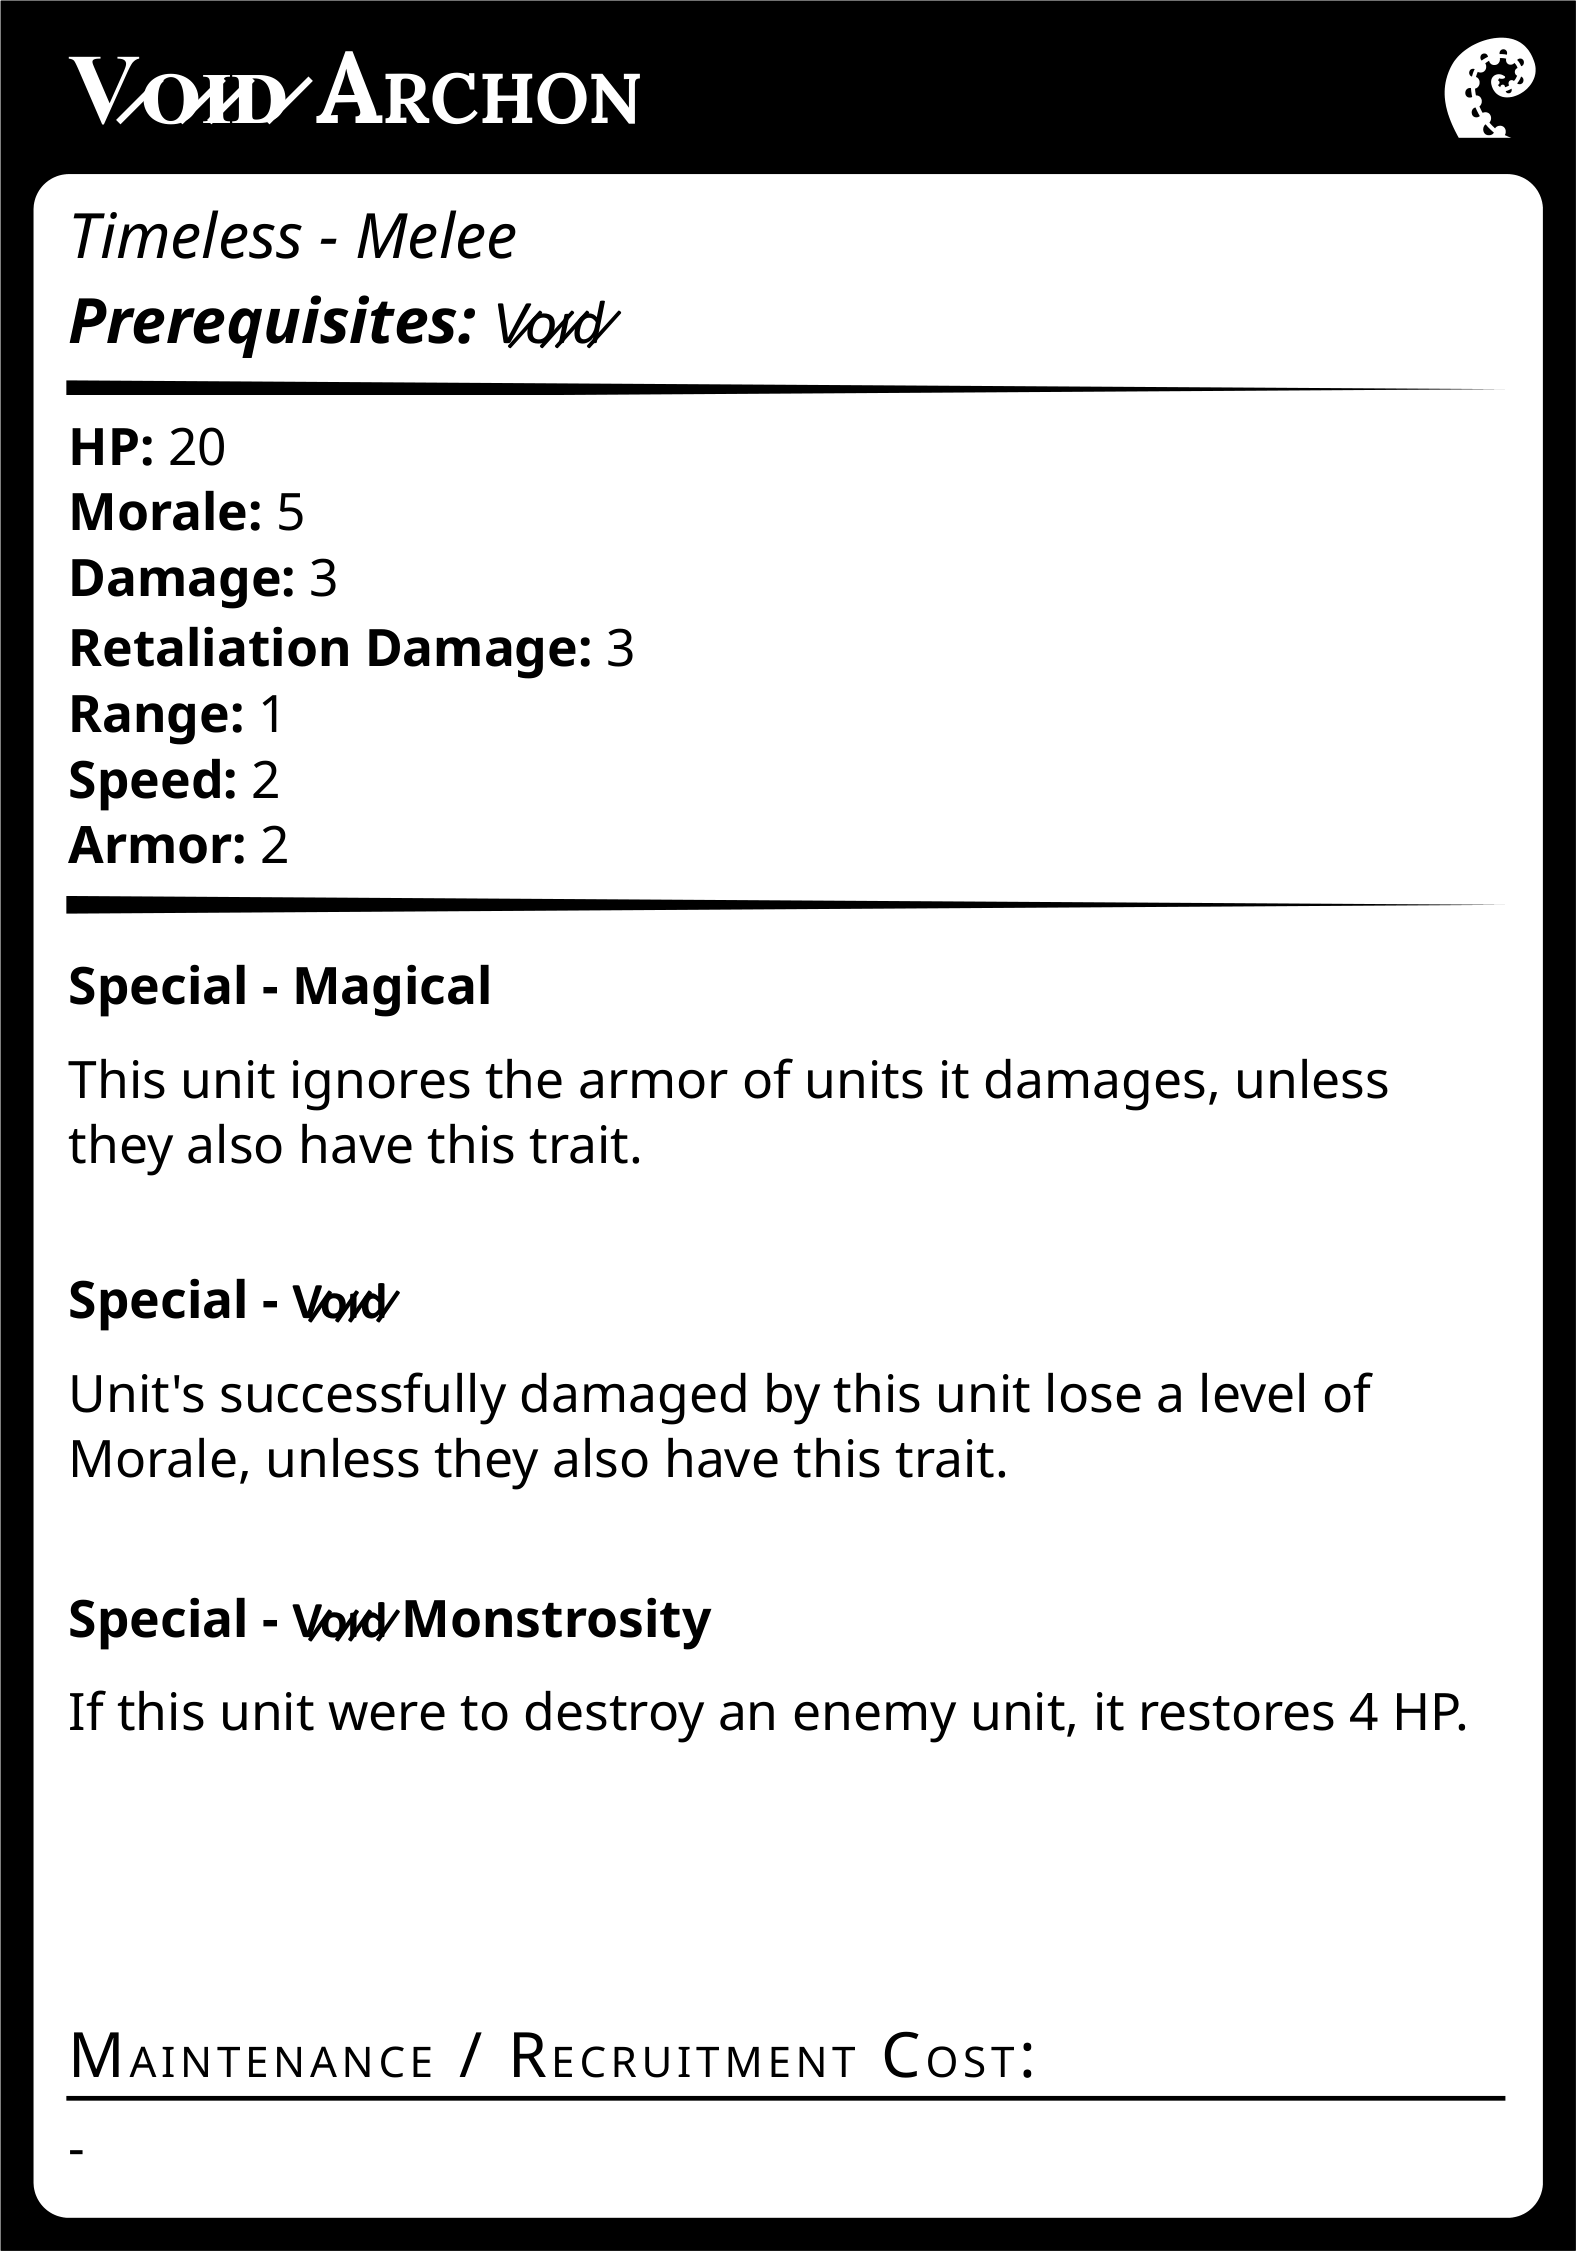 Void Archon
Timeless - Melee
Prerequisites: Void
HP: 20
Morale: 5
Damage: 3
Retaliation Damage: 3
Range: 1
Speed: 2
Armor: 2
Special - Magical
This unit ignores the armor of units it damages, unless
they also have this trait.
Special - Void
Unit's successfully damaged by this unit lose a level of
Morale, unless they also have this trait.
Special - Void Monstrosity
If this unit were to destroy an enemy unit, it restores 4 HP.
Maintenance / Recruitment Cost:
-